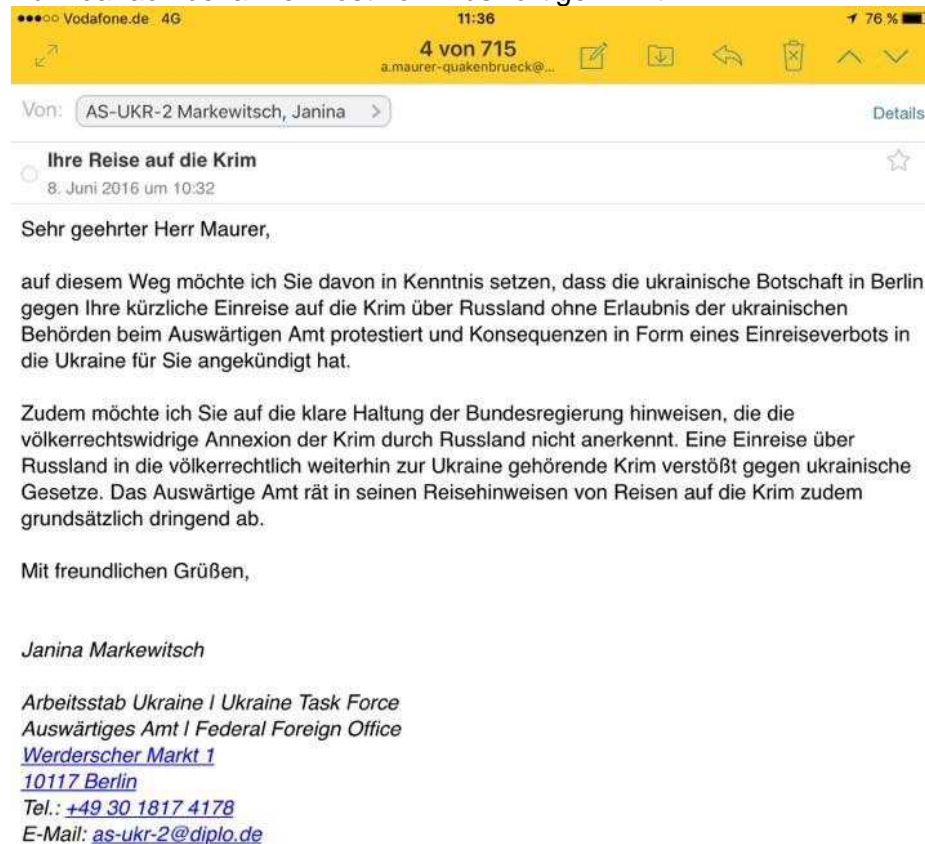 Vodafone.de 4G 11:36 76 %
4 von 715
a.maurer-quakenbrueck@...
Von: AS-UKR-2 Markewitsch, Janina >
Details
Ihre Reise auf die Krim
8. Juni 2016 um 10:32
Sehr geehrter Herr Maurer,
auf diesem Weg möchte ich Sie davon in Kenntnis setzen, dass die ukrainische Botschaft in Berlin
gegen Ihre kürzliche Einreise auf die Krim über Russland ohne Erlaubnis der ukrainischen
Behörden beim Auswärtigen Amt protestiert und Konsequenzen in Form eines Einreiseverbots in
die Ukraine für Sie angekündigt hat.
Zudem möchte ich Sie auf die klare Haltung der Bundesregierung hinweisen, die die
völkerrechtswidrige Annexion der Krim durch Russland nicht anerkennt. Eine Einreise über
Russland in die völkerrechtlich weiterhin zur Ukraine gehörende Krim verstößt gegen ukrainische
Gesetze. Das Auswärtige Amt rät in seinen Reisehinweisen von Reisen auf die Krim zudem
grundsätzlich dringend ab.
Mit freundlichen Grüßen,
Janina Markewitsch
Arbeitsstab Ukraine I Ukraine Task Force
Auswärtiges Amt I Federal Foreign Office
Werderscher Markt 1
10117 Berlin
Tel.: +49 30 1817 4178
E-Mail: as-ukr-2@diplo.de